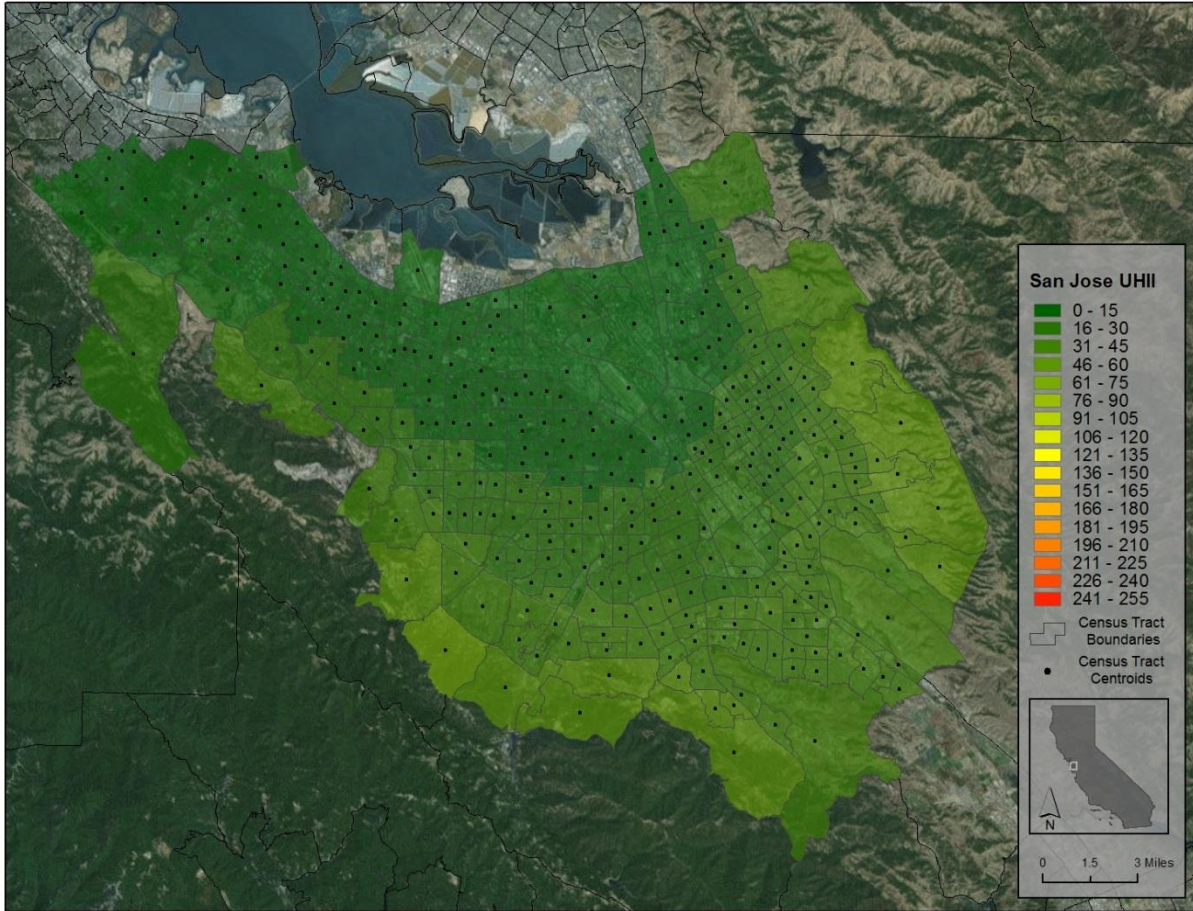 San Jose UHII
0 - 15
16 - 30
31 - 45
46 - 60
61 - 75
76 - 90
91 - 105
106 - 120
121 - 135
136 - 150
151 - 165
166 - 180
181 - 195
196 - 210
211 - 225
226 - 240
241 - 255
Census Tract
Boundaries
Census Tract
Centroids
N
0 1.5 3 Miles